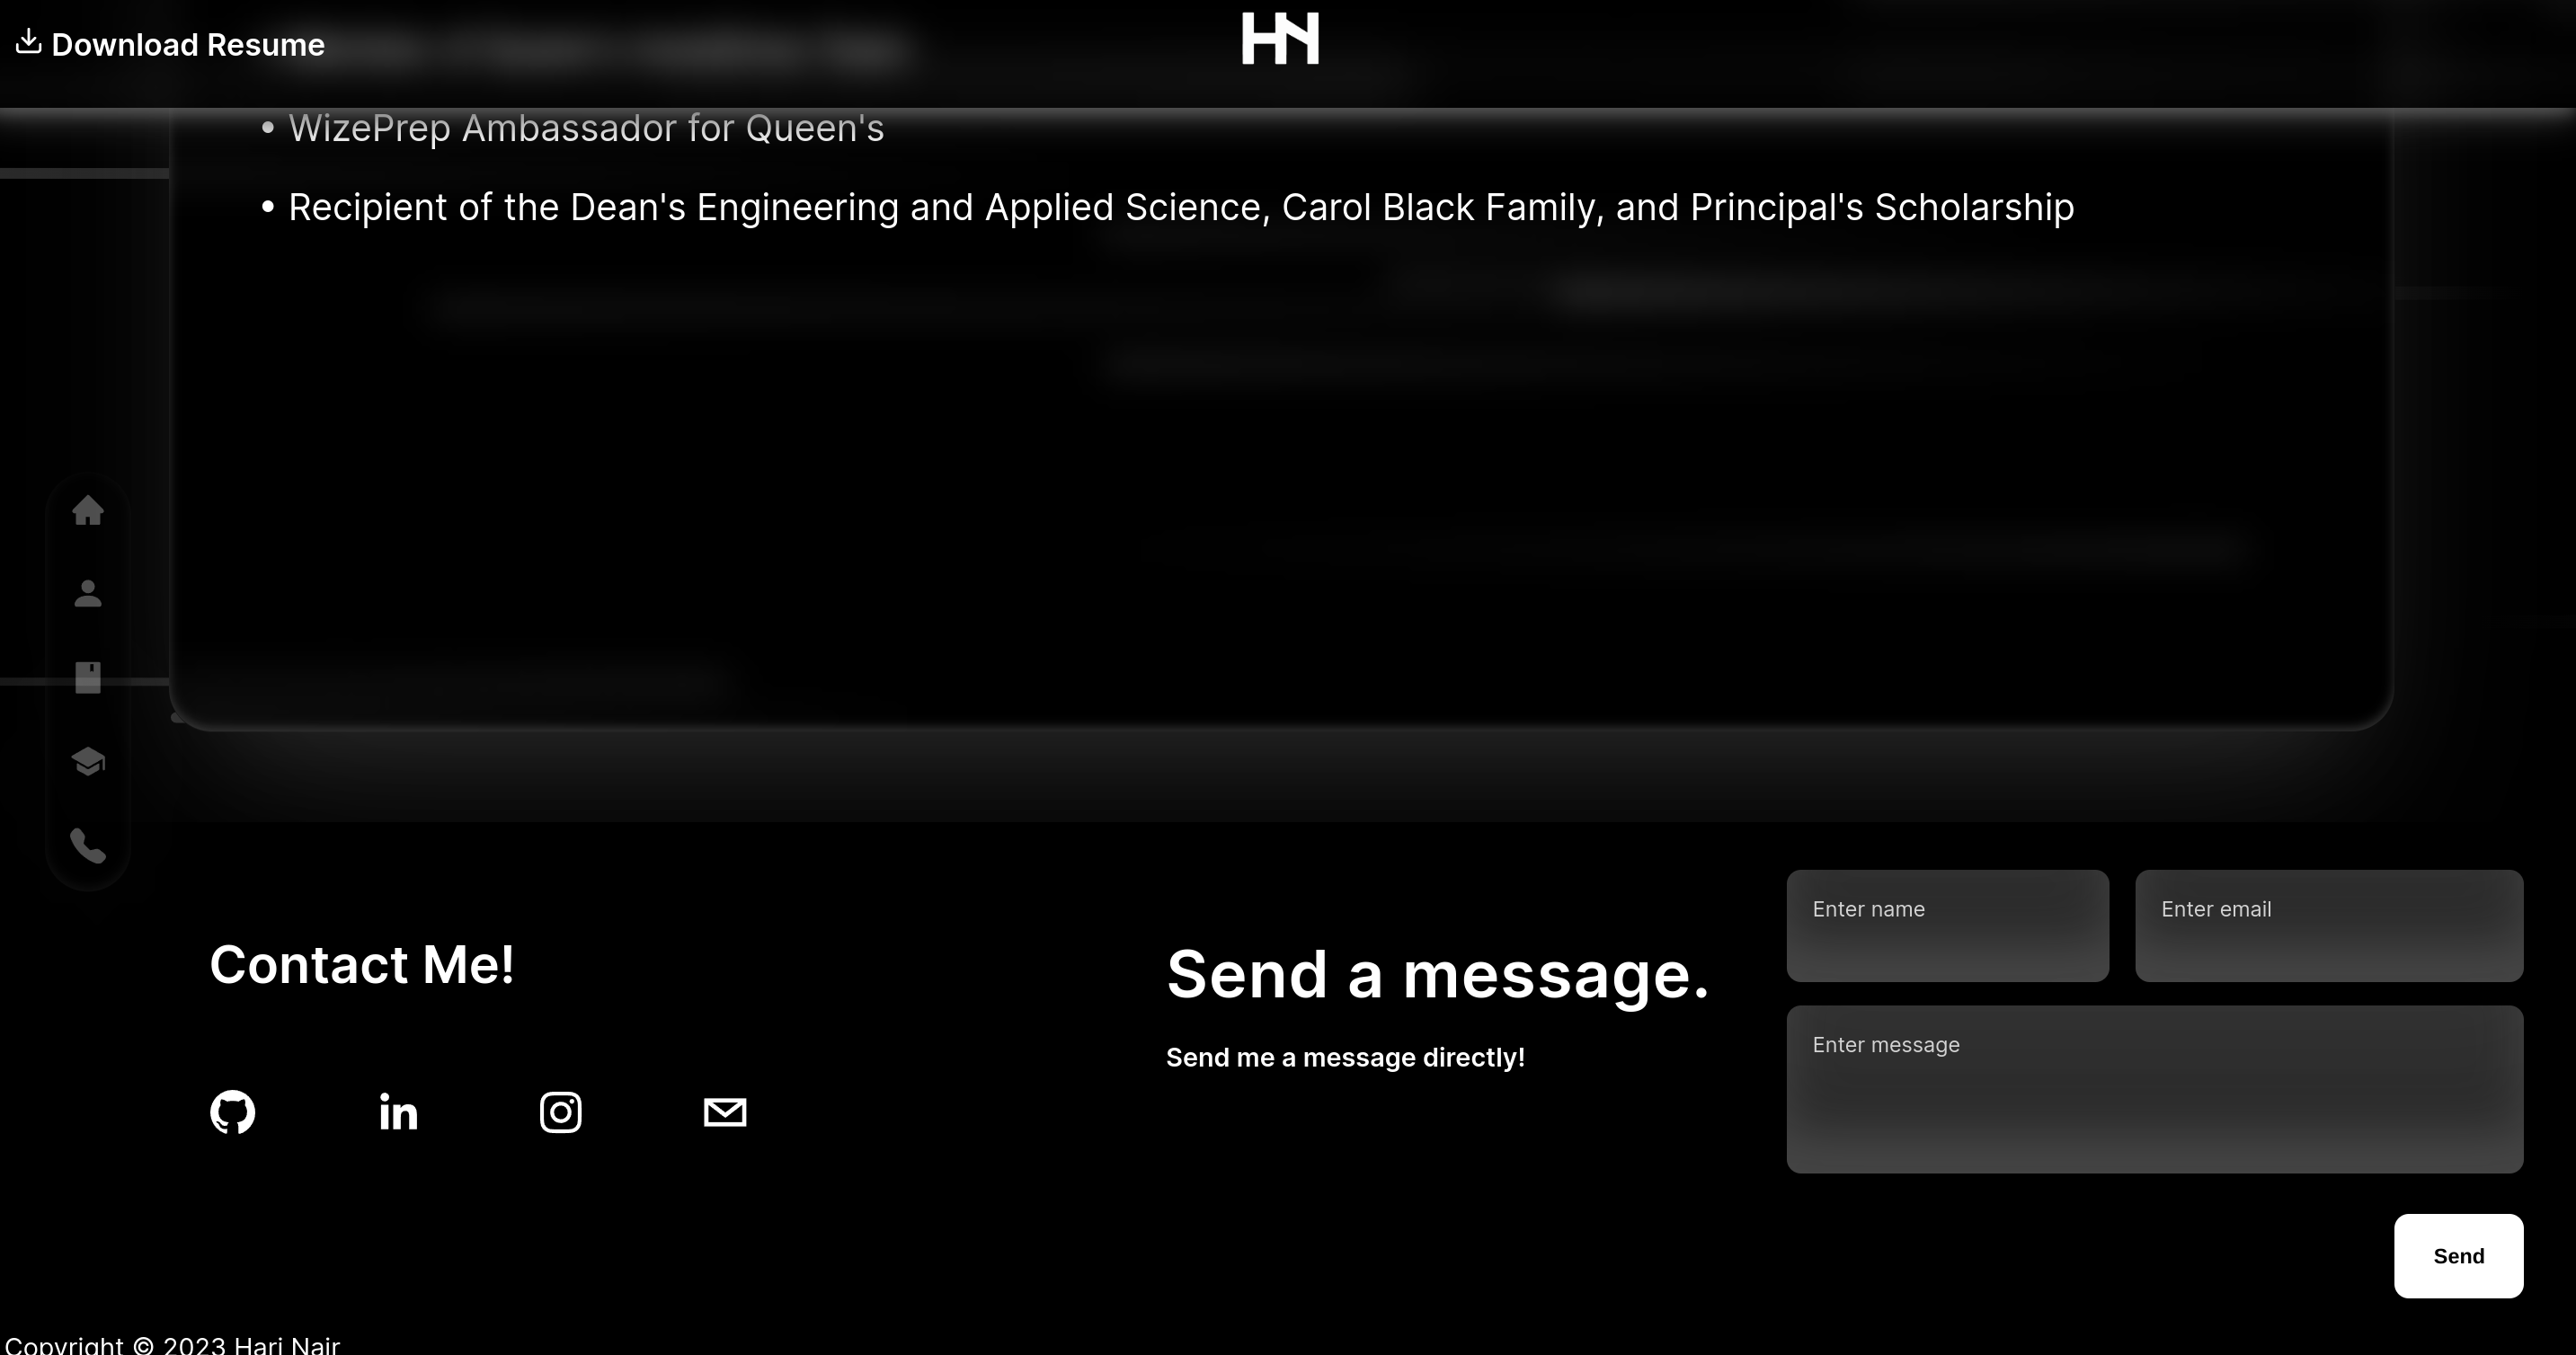 Download Resume
HN
• WizePrep Ambassador for Queen's
• Recipient of the Dean's Engineering and Applied Science, Carol Black Family, and Principal's Scholarship
Contact Me!
Send a message.
Send me a message directly!
Enter name
Enter email
Enter message
in
Send
Copyright © 2023 Hari Nair